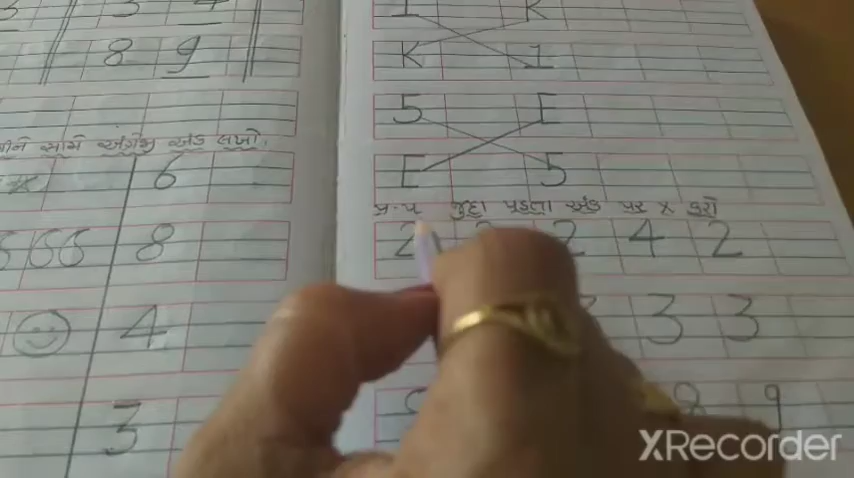 3 4
8 9
સામે અંગ્રેજી અંક લખો.
6
8
4
3
I K
K 1
5 E
E 5
પ્ર-૫ જુદા પડતા અંક પર x કરો
2 2 4 2
3 3
9
XRecorder